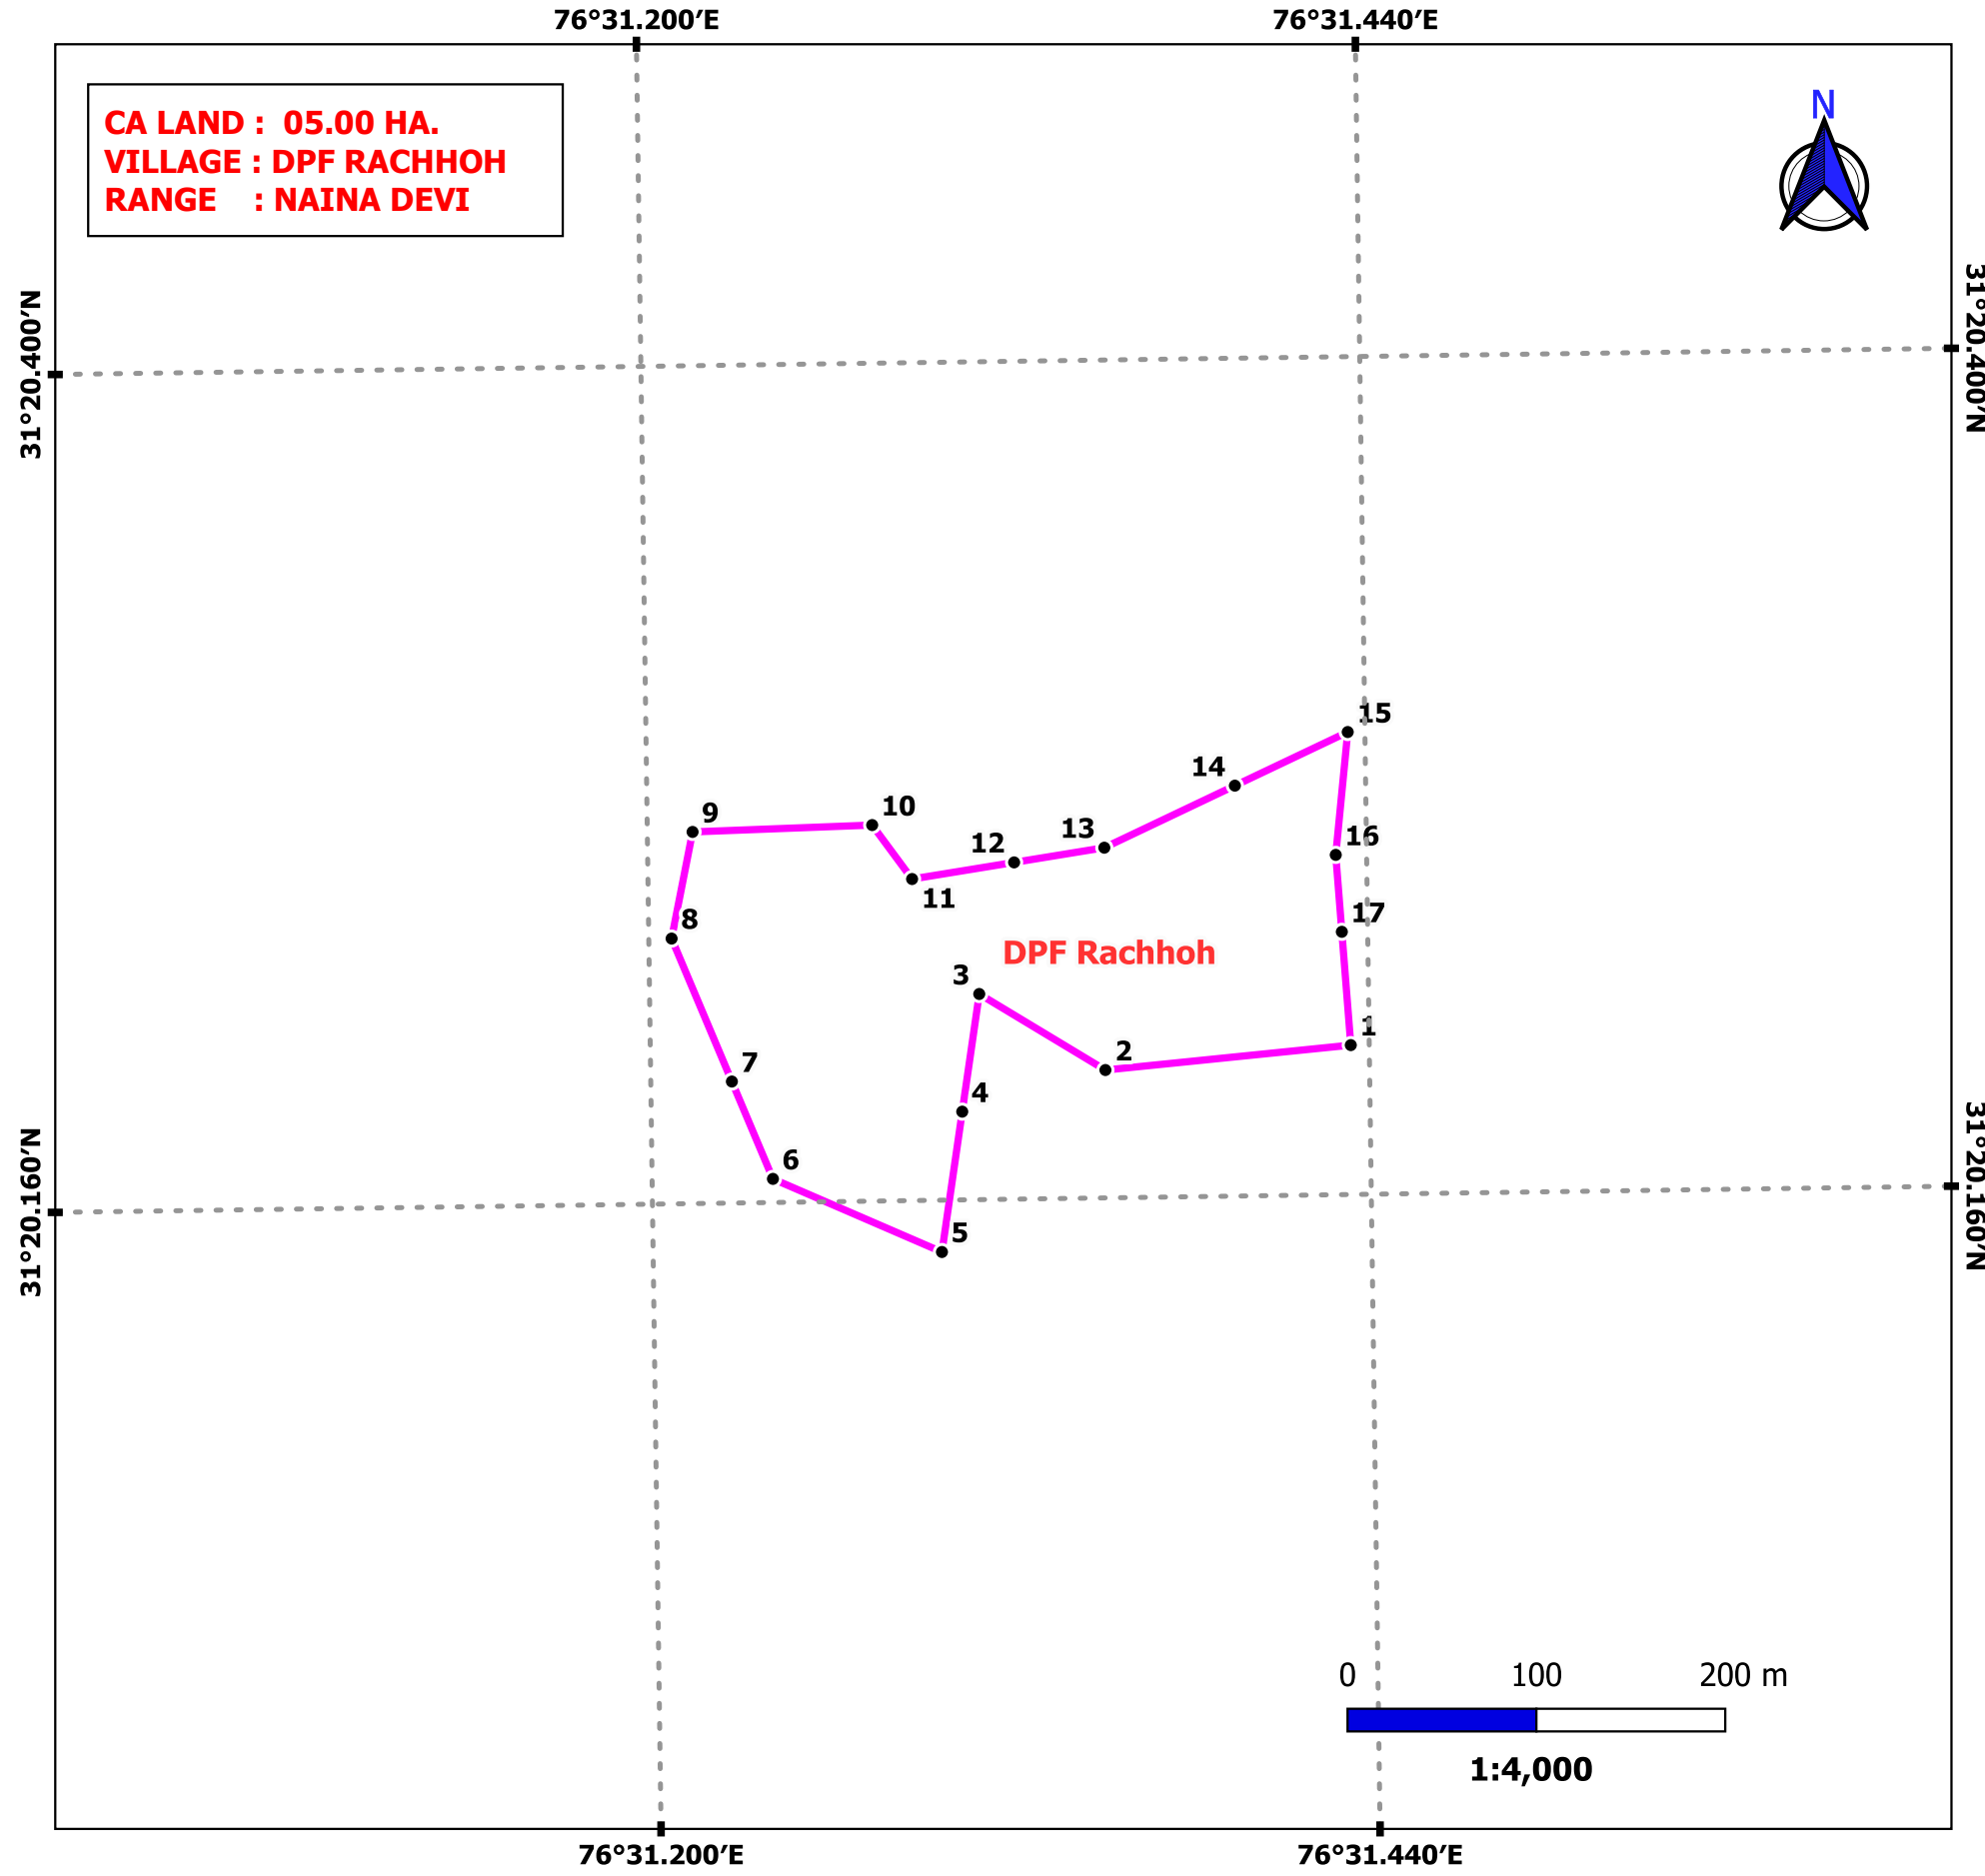 76°31.200′E
76°31.440′E
CA LAND :  05.00 HA.
VILLAGE : DPF RACHHOH
RANGE    : NAINA DEVI
N
31°20.400′N
31°20.400′N
15
14
9
10
13
12
16
11
8
17
DPF Rachhoh
3
1
2
7
4
6
5
31°20.160′N
31°20.160′N
0 100 200 m
1:4,000
76°31.200′E
76°31.440′E